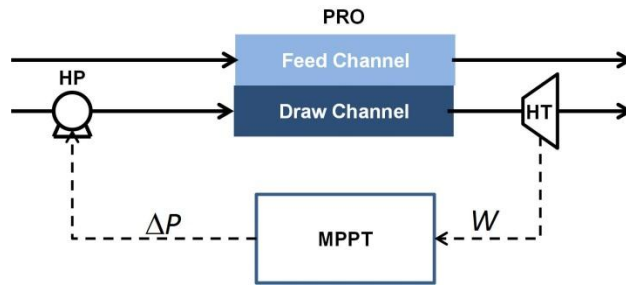 PRO
Feed Channel
HP
Draw Channel
HT
ΔP
MPPT
W